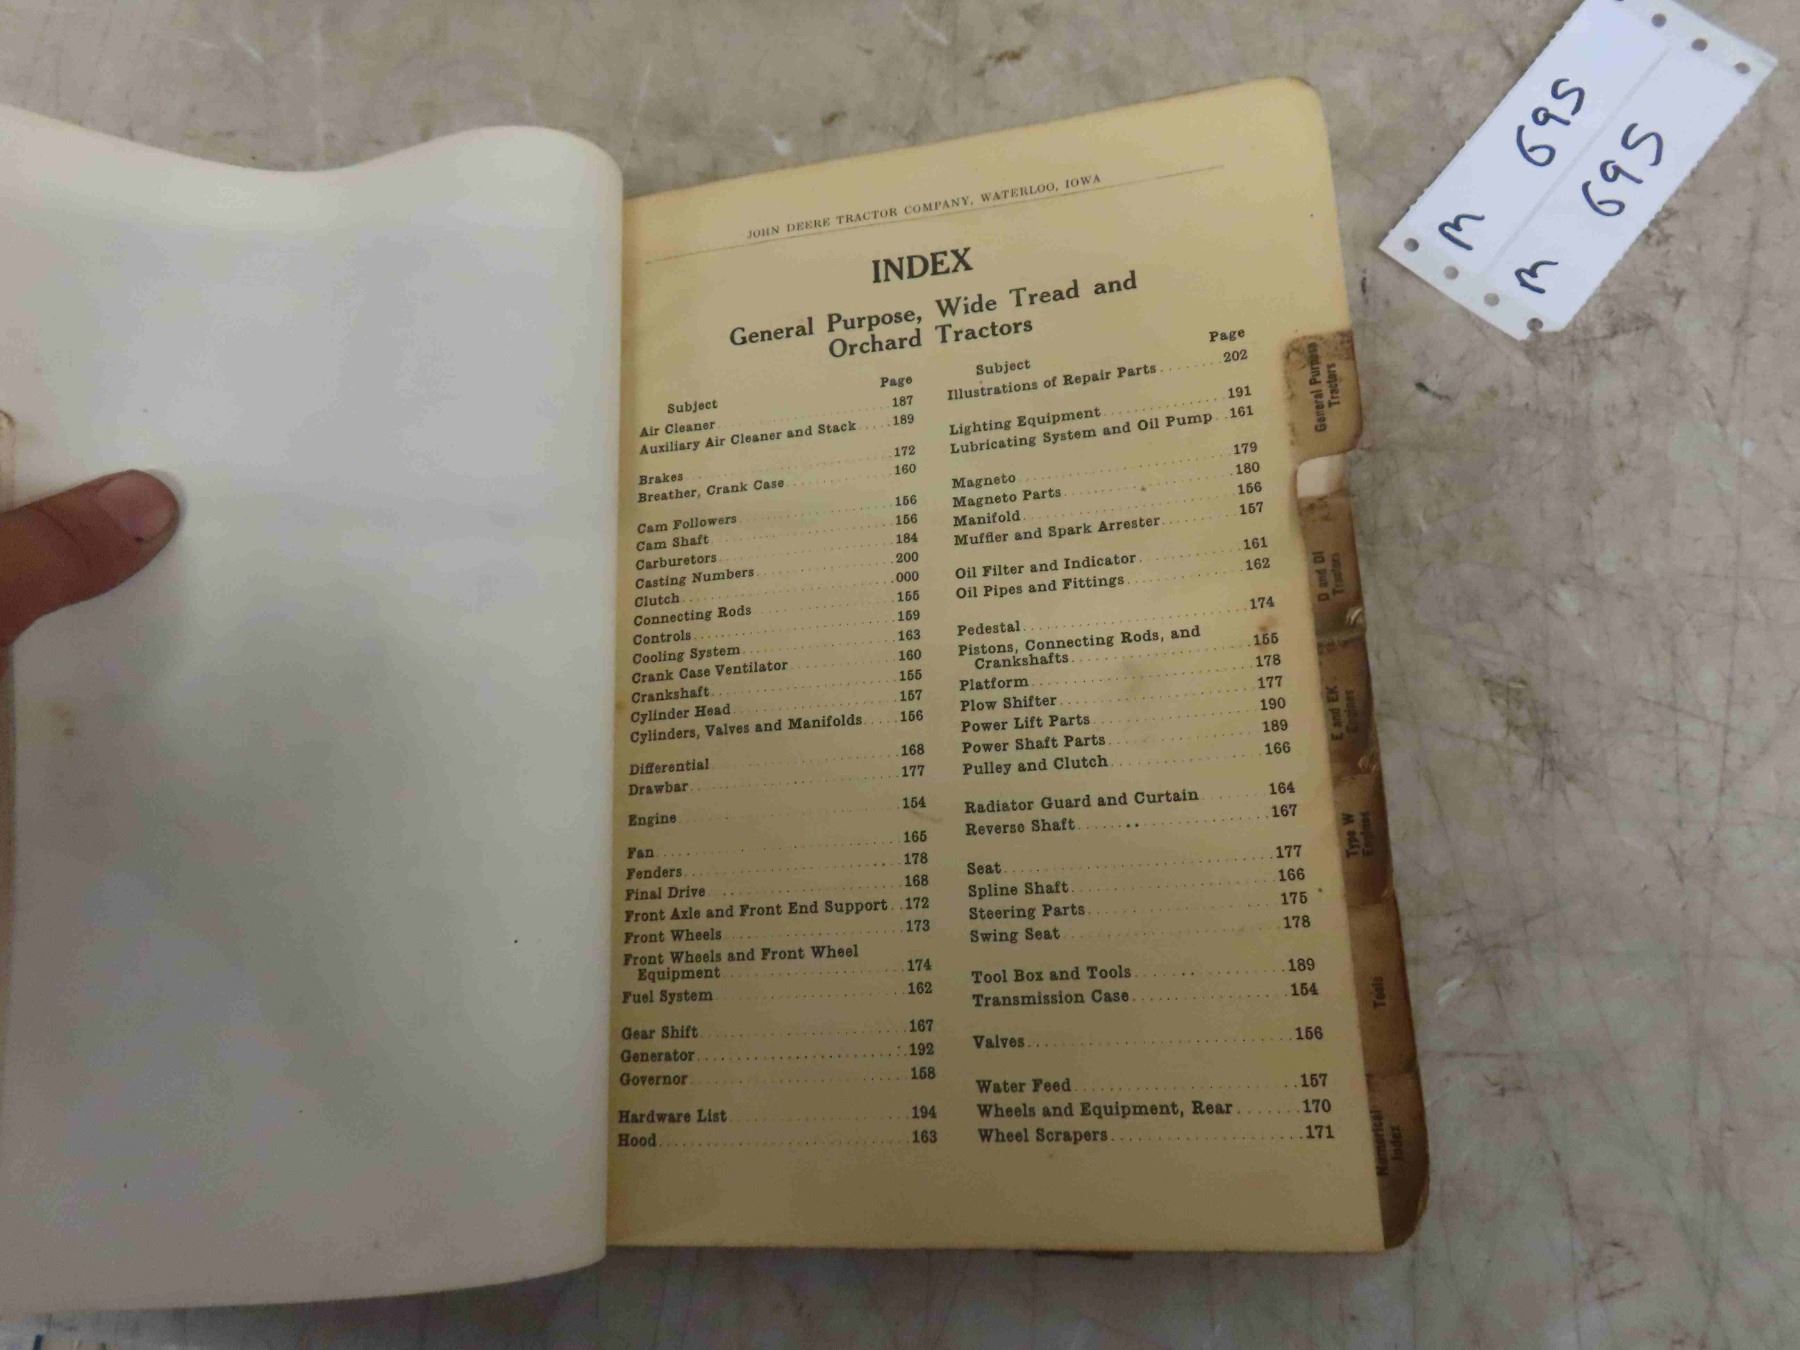 JOHN DEERE TRACTOR COMPANY, WATERLOO, IOWA
INDEX
General Purpose, Wide Tread and
Orchard Tractors
Subject Page
Air Cleaner 187
Auxiliary Air Cleaner and Stack 189
Brakes 172
Breather, Crank Case 160
Cam Followers 156
Cam Shaft 156
Carburetors 184
Casting Numbers 200
Clutch 000
Connecting Rods 155
Controls 159
Cooling System 163
Crank Case Ventilator 160
Crankshaft 155
Cylinder Head 157
Cylinders, Valves and Manifolds 156
Differential 168
Drawbar 177
Engine 154
Fan 165
Fenders 178
Final Drive 168
Front Axle and Front End Support 172
Front Wheels 173
Front Wheels and Front Wheel
Equipment 174
Fuel System 162
Gear Shift 167
Generator 192
Governor 158
Hardware List 194
Hood 163
Subject Page
Illustrations of Repair Parts 202
Lighting Equipment 191
Lubricating System and Oil Pump 161
Magneto 179
Magneto Parts 180
Manifold 156
Muffler and Spark Arrester 157
Oil Filter and Indicator 161
Oil Pipes and Fittings 162
Pedestal 174
Pistons, Connecting Rods, and
Crankshafts 155
Platform 178
Plow Shifter 177
Power Lift Parts 190
Power Shaft Parts 189
Pulley and Clutch 166
Radiator Guard and Curtain 164
Reverse Shaft 167
Seat 177
Spline Shaft 166
Steering Parts 175
Swing Seat 178
Tool Box and Tools 189
Transmission Case 154
Valves 156
Water Feed 157
Wheels and Equipment, Rear 170
Wheel Scrapers 171
General Purpose
Tractors
D and DI
Tractors
E and EK
Engines
Type W
Engines
Tools
Numerical
Index
M 695
M 695